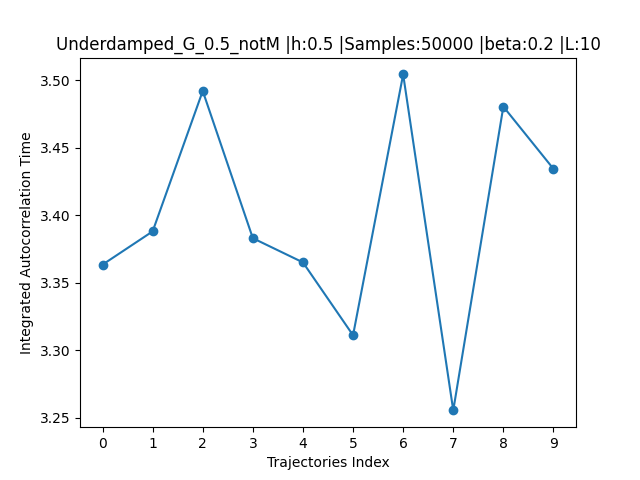 Underdamped_G_0.5_notM |h:0.5 |Samples:50000 |beta:0.2 |L:10
Integrated Autocorrelation Time
3.50
3.45
3.40
3.35
3.30
3.25
0 1 2 3 4 5 6 7 8 9
Trajectories Index